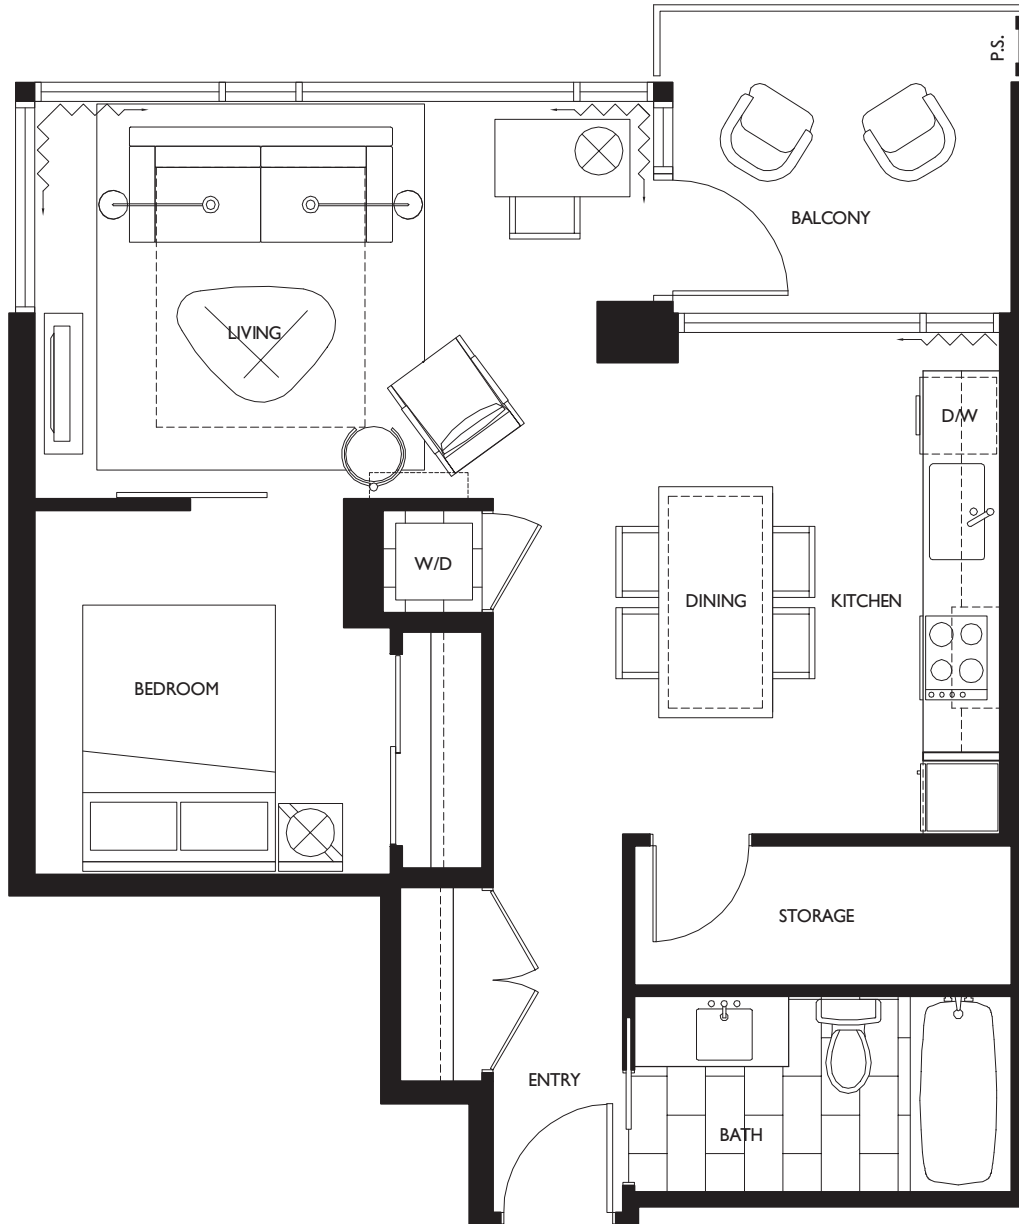 P.S.
BALCONY
LIVING
D/W
W/D
DINING
KITCHEN
BEDROOM
STORAGE
ENTRY
BATH